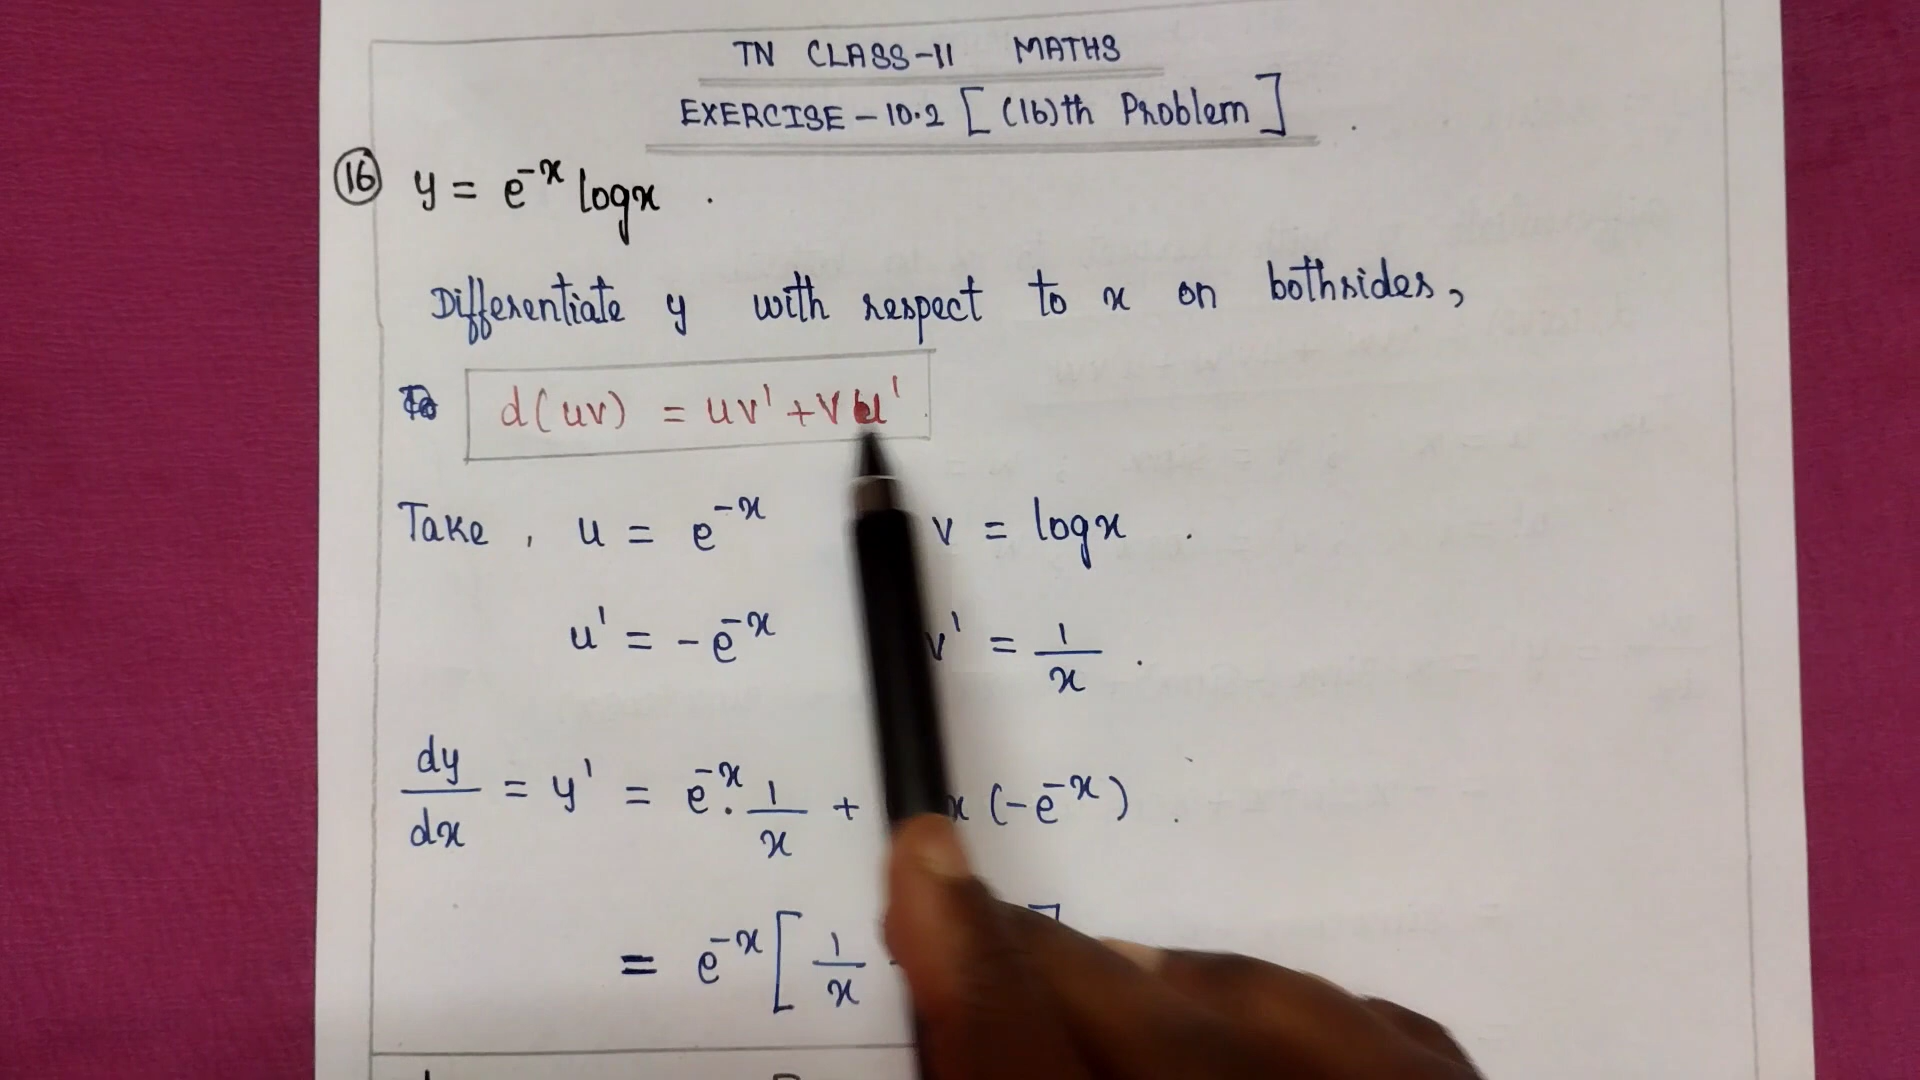 TN CLASS-11 MATHS
EXERCISE - 10.2 [(16)th Problem]
(16) y = e^-x logx .
Differentiate y with respect to x on bothsides,
d(uv) = uv' + vu'
Take, u = e^-x v = logx .
u' = -e^-x v' = 1/x .
dy/dx = y' = e^-x . 1/x + x (-e^-x) .
= e^-x [ 1/x ]